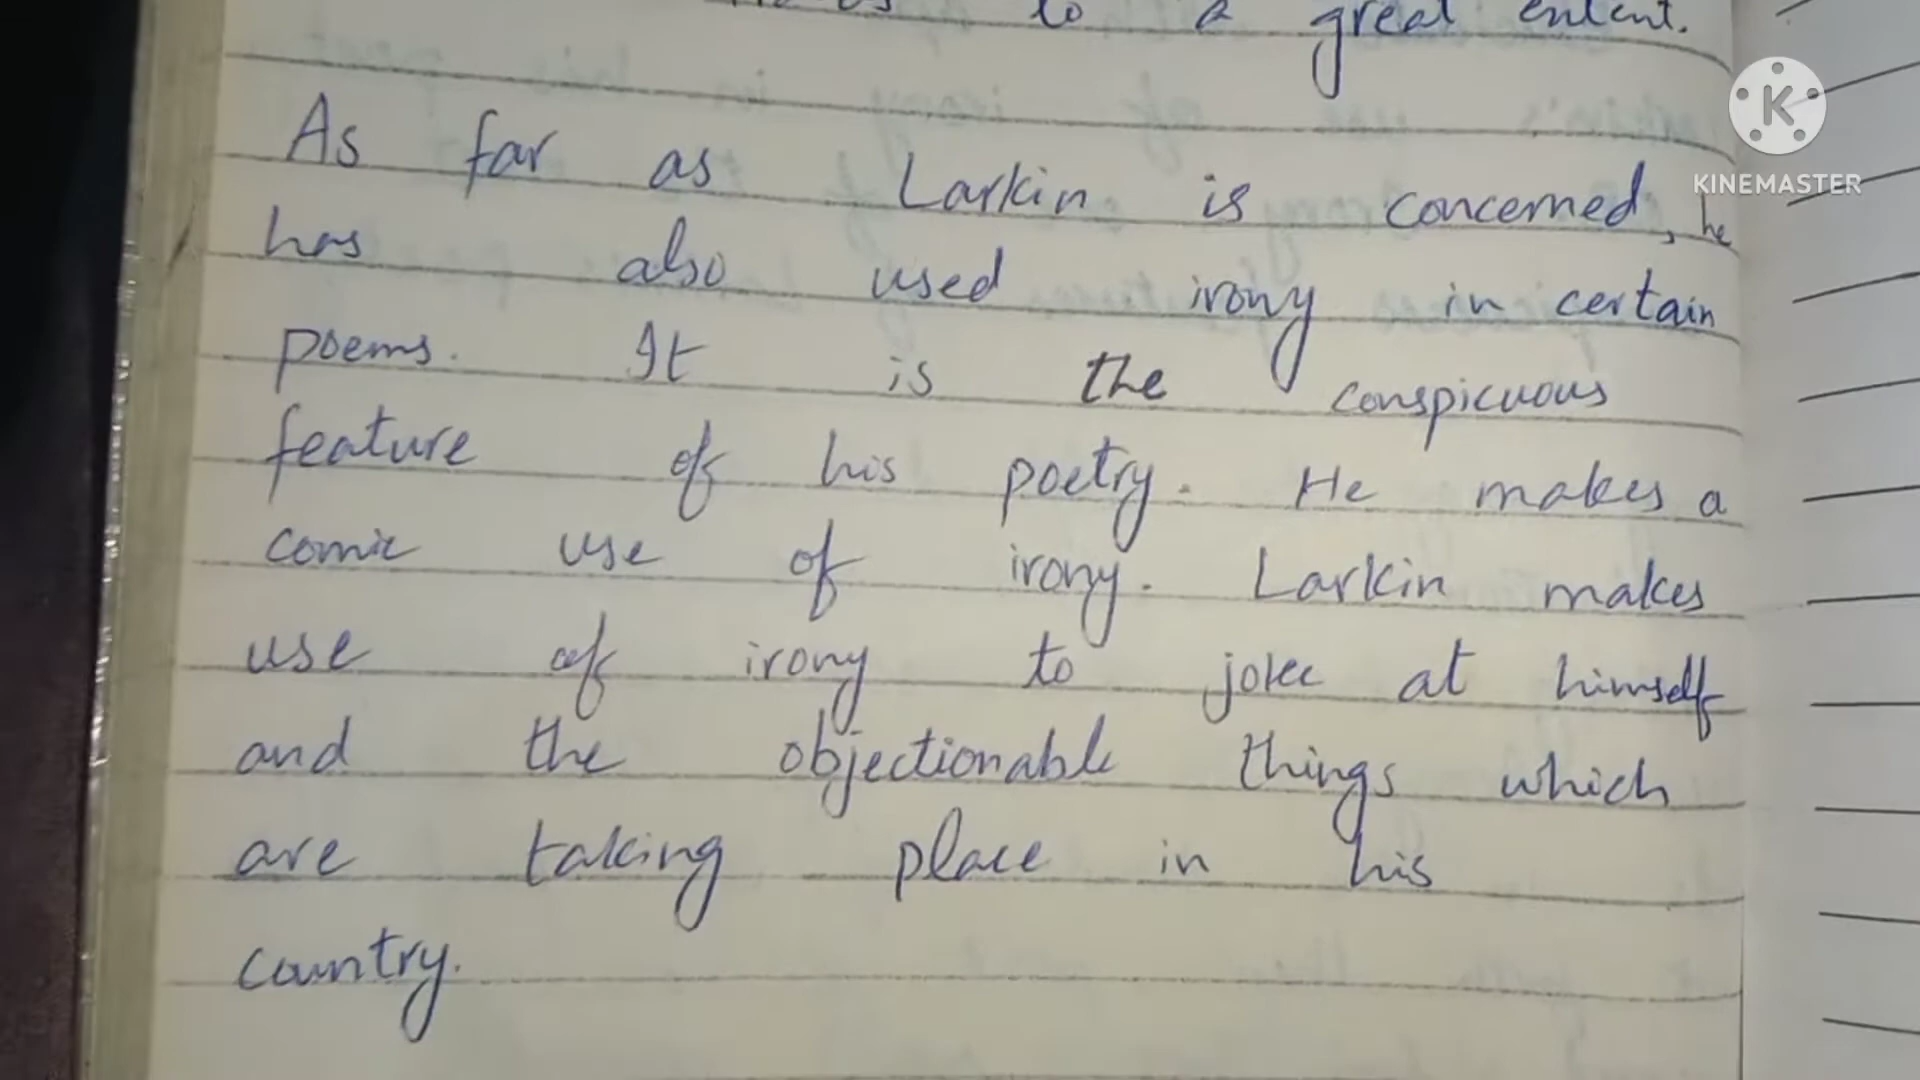 to a great extent.
As far as Larkin is concerned, he
has also used irony in certain
poems. It is the conspicuous
feature of his poetry. He makes a
comic use of irony. Larkin makes
use of irony to joke at himself
and the objectionable things which
are taking place in his
country.
KINEMASTER